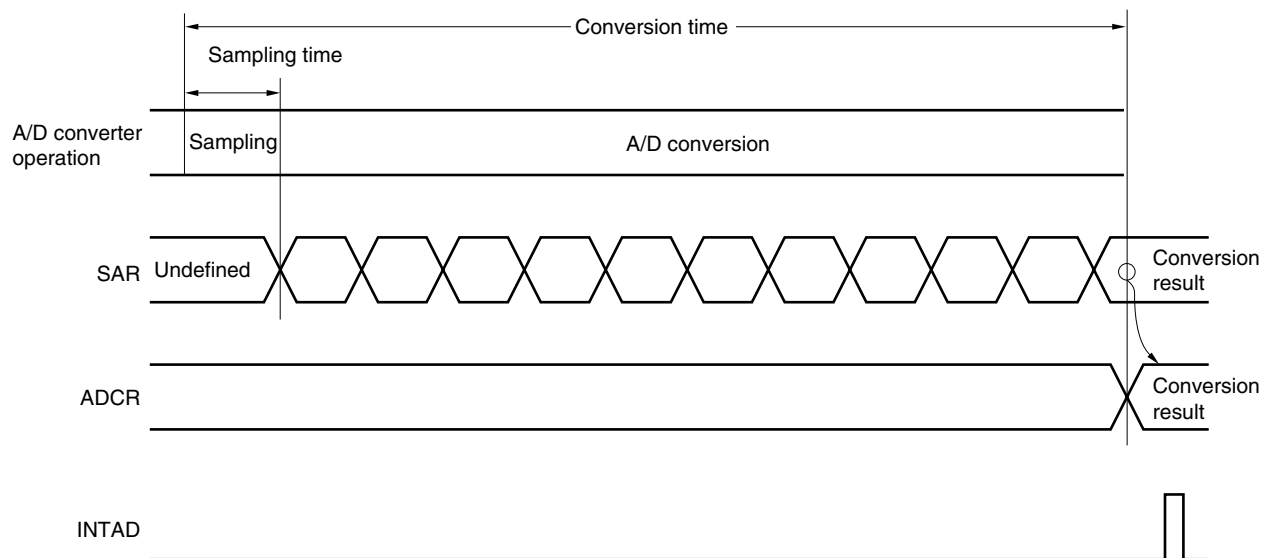 Conversion time
Sampling time
A/D converter
operation
Sampling
A/D conversion
SAR
Undefined
Conversion
result
ADCR
Conversion
result
INTAD